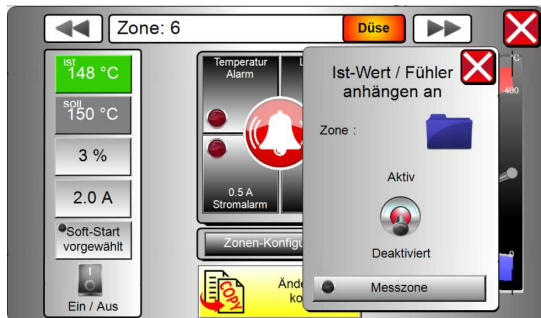 Zone: 6
Düse
ist
148 °C
soll
150 °C
3 %
2.0 A
Soft-Start
vorgewählt
I
O
Ein / Aus
Temperatur
Alarm
L
0.5 A
Stromalarm
Zonen-Konfigu
COPY
Ände
ko
Ist-Wert / Fühler
anhängen an
Zone :
Aktiv
Deaktiviert
Messzone
°C
400
0